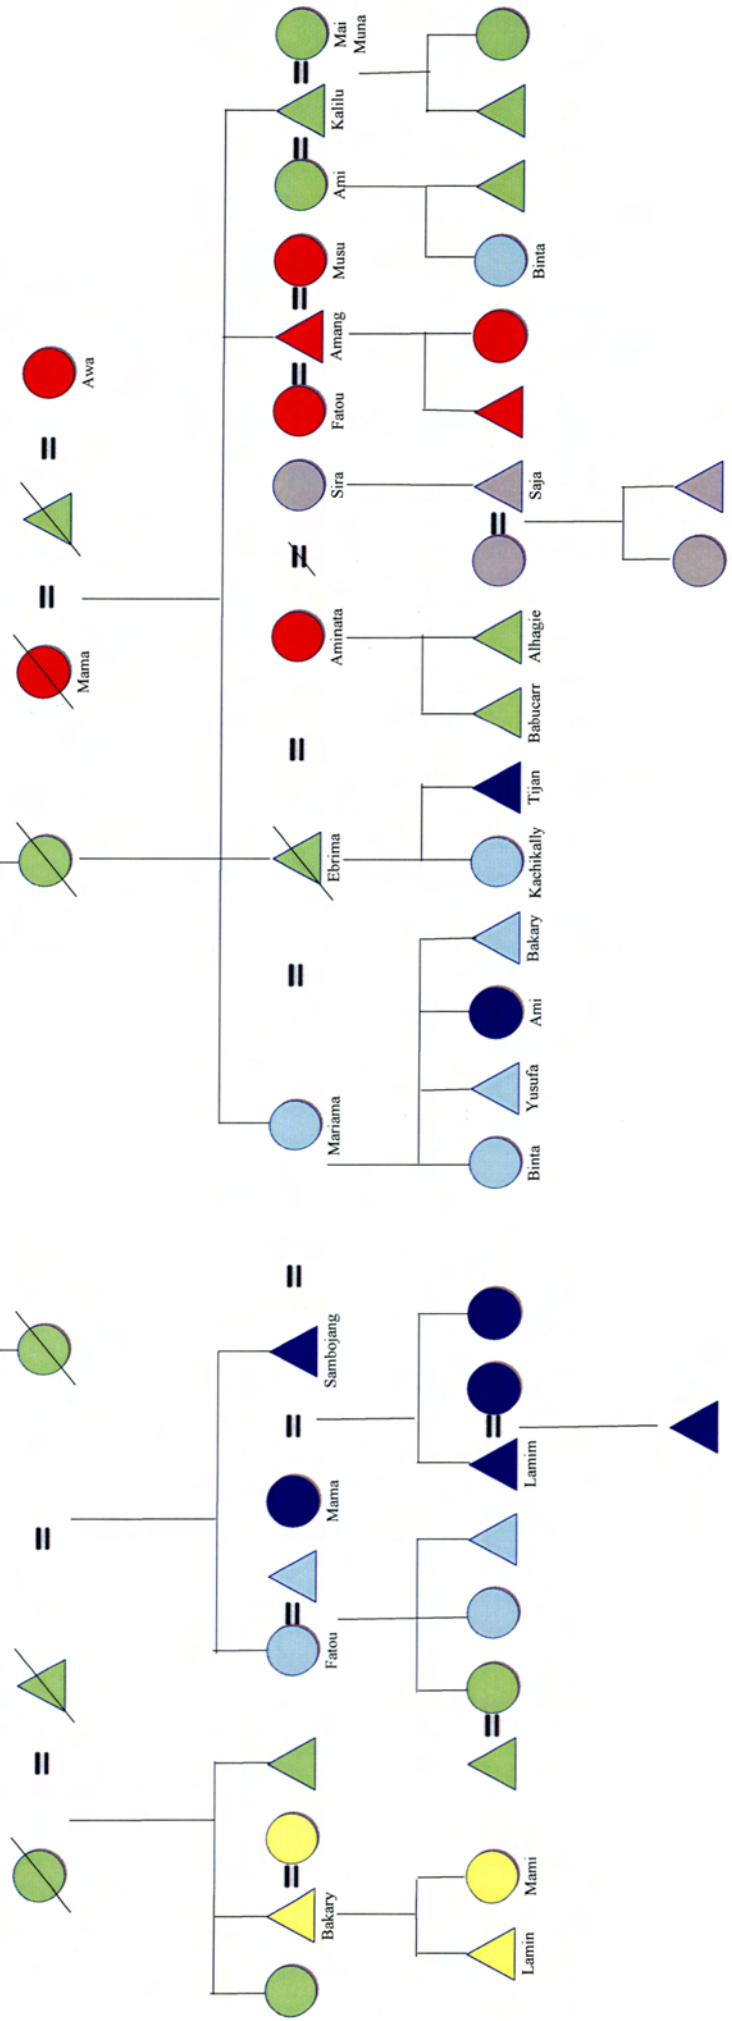 Mama
Awa
Bakary
Fatou
Mama
Sambojang
Mariama
Ebrima
Aminata
Sira
Fatou
Amang
Musu
Ami
Kalilu
Mai
Muna
Lamin
Mami
Lamim
Binta
Yusufa
Ami
Bakary
Kachikally
Tijan
Babucarr
Alhagie
Saja
Binta